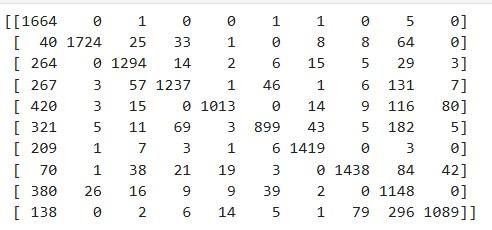 [[1664 0 1 0 0 1 1 0 5 0]
[ 40 1724 25 33 1 0 8 8 64 0]
[ 264 0 1294 14 2 6 15 5 29 3]
[ 267 3 57 1237 1 46 1 6 131 7]
[ 420 3 15 0 1013 0 14 9 116 80]
[ 321 5 11 69 3 899 43 5 182 5]
[ 209 1 7 3 1 6 1419 0 3 0]
[ 70 1 38 21 19 3 0 1438 84 42]
[ 380 26 16 9 9 39 2 0 1148 0]
[ 138 0 2 6 14 5 1 79 296 1089]]